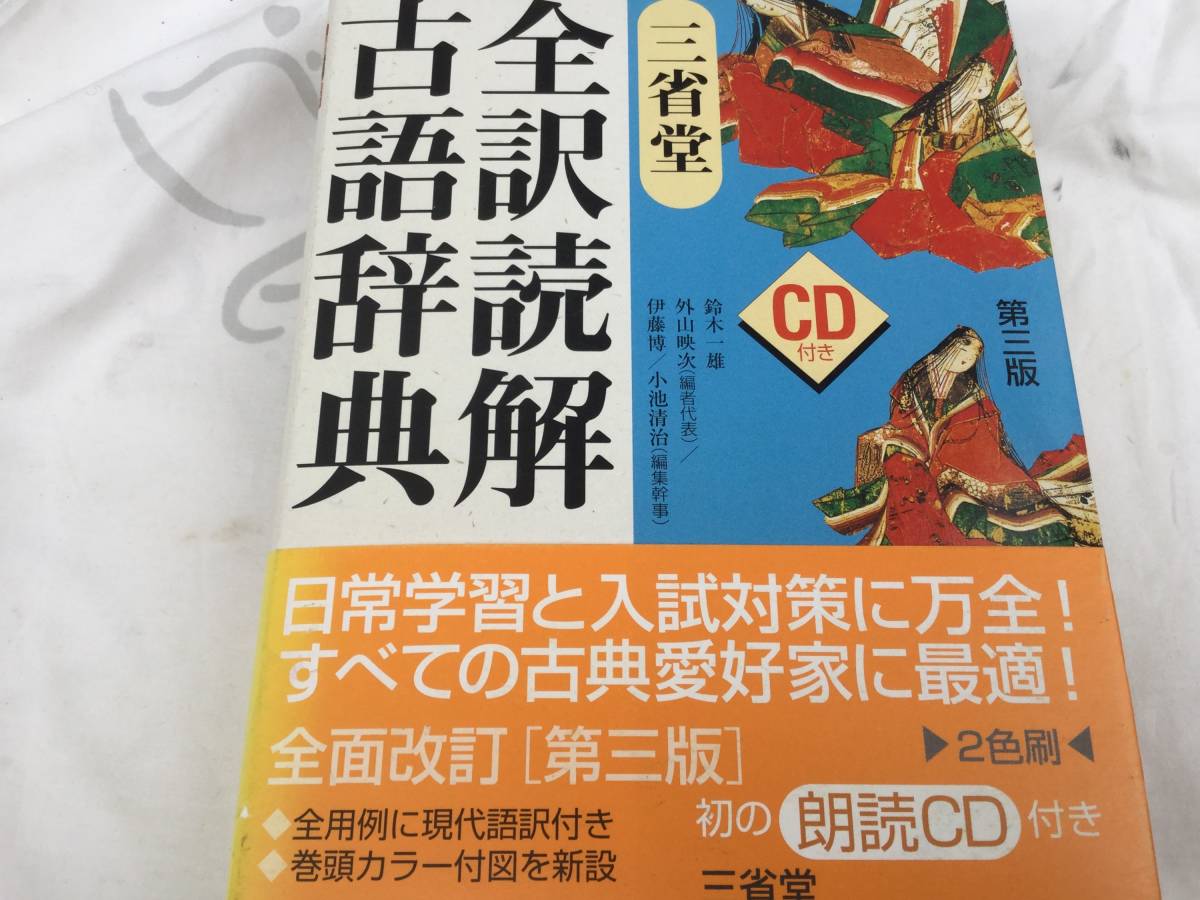 全訳読解
古語辞典
三省堂
CD
付き
第三版
鈴木一雄
外山映次(編者代表)／
伊藤博／小池清治(編集幹事)
日常学習と入試対策に万全！
すべての古典愛好家に最適！
全面改訂[第三版]
▶2色刷◀
◆全用例に現代語訳付き
◆巻頭カラー付図を新設
初の朗読CD付き
三省堂